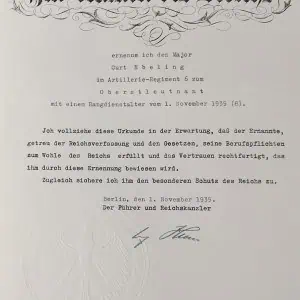 ernenne ich den Major
Curt Ebeling
im Artillerie-Regiment 6 zum
Oberstleutnant
mit einem Rangdienstalter vom 1. November 1935 (6).
Ich vollziehe diese Urkunde in der Erwartung, daß der Ernannte,
getreu der Reichsverfassung und den Gesetzen, seine Berufspflichten
zum Wohle des Reichs erfüllt und das Vertrauen rechtfertigt, das
ihm durch diese Ernennung bewiesen wird.
Zugleich sichere ich ihm den besonderen Schutz des Reichs zu.
Berlin, den 1. November 1935.
Der Führer und Reichskanzler